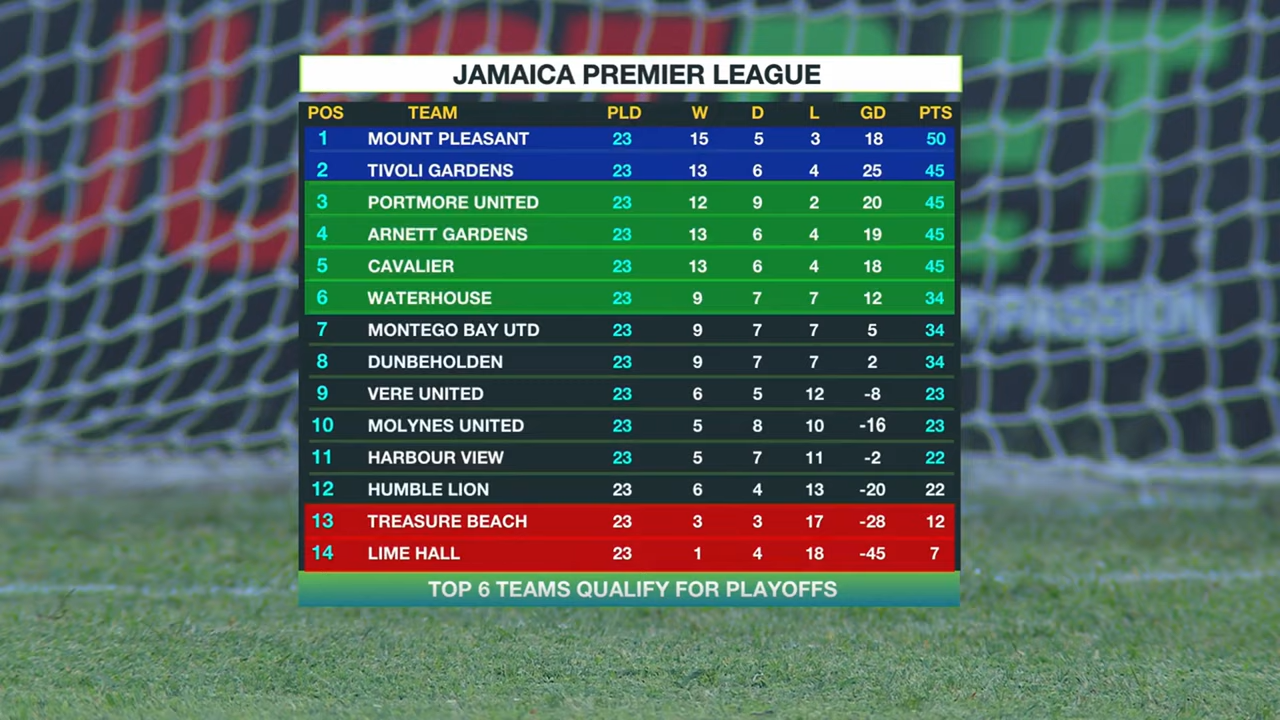 JAMAICA PREMIER LEAGUE
POS TEAM PLD W D L GD PTS
1 MOUNT PLEASANT 23 15 5 3 18 50
2 TIVOLI GARDENS 23 13 6 4 25 45
3 PORTMORE UNITED 23 12 9 2 20 45
4 ARNETT GARDENS 23 13 6 4 19 45
5 CAVALIER 23 13 6 4 18 45
6 WATERHOUSE 23 9 7 7 12 34
7 MONTEGO BAY UTD 23 9 7 7 5 34
8 DUNBEHOLDEN 23 9 7 7 2 34
9 VERE UNITED 23 6 5 12 -8 23
10 MOLYNES UNITED 23 5 8 10 -16 23
11 HARBOUR VIEW 23 5 7 11 -2 22
12 HUMBLE LION 23 6 4 13 -20 22
13 TREASURE BEACH 23 3 3 17 -28 12
14 LIME HALL 23 1 4 18 -45 7
TOP 6 TEAMS QUALIFY FOR PLAYOFFS